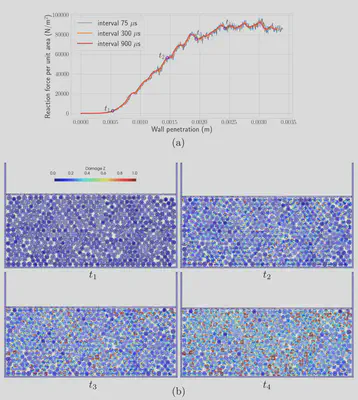 Reaction force per unit area (N/m²)
100000
80000
60000
40000
20000
0
interval 75 μs
interval 300 μs
interval 900 μs
t₁
t₂
0.0000
0.0005
0.0010
0.0015
0.0020
0.0025
0.0030
0.0035
Wall penetration (m)
(a)
Damage
0.0 0.2 0.4 0.6 0.8 1.0
t₁
t₂
t₃
t₄
(b)